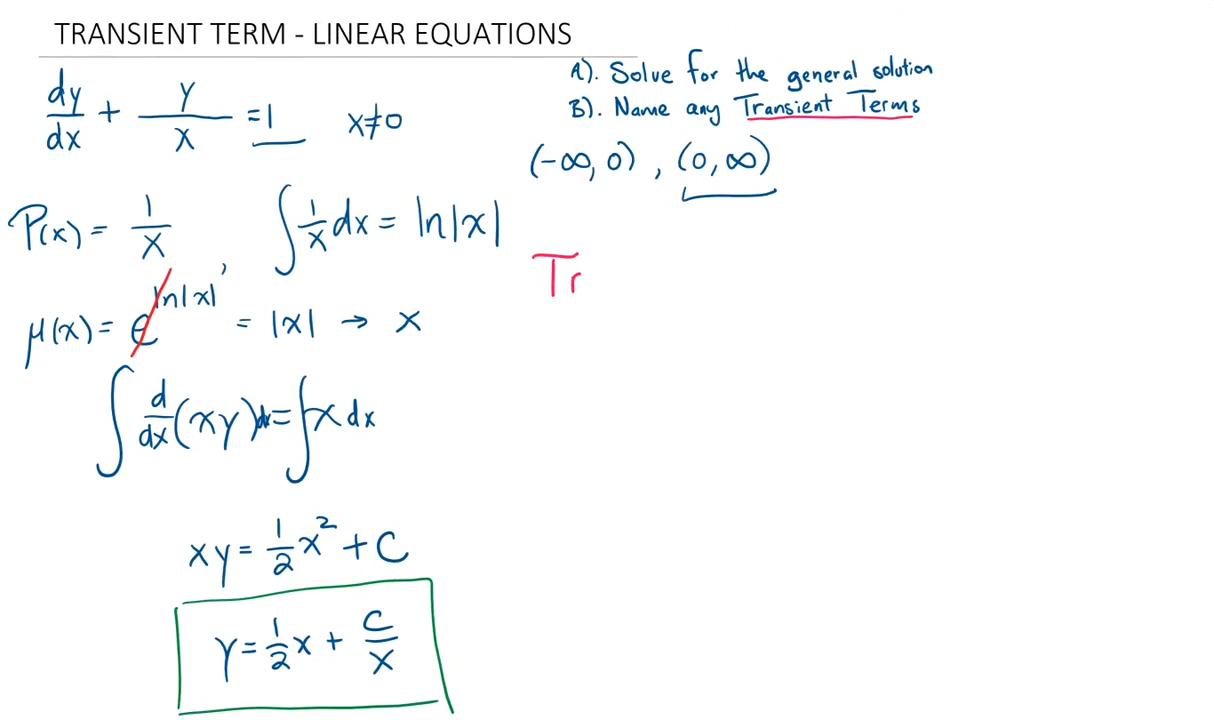 TRANSIENT TERM - LINEAR EQUATIONS
dy/dx + y/x = 1   x≠0
A). Solve for the general solution
B). Name any Transient Terms
(-∞, 0) , (0, ∞)
P(x) = 1/x   ∫ 1/x dx = ln|x|
Tr
μ(x) = e^ln|x|' = |x| → x
∫ d/dx (xy) dx = ∫ x dx
xy = 1/2 x² + C
y = 1/2 x + C/x